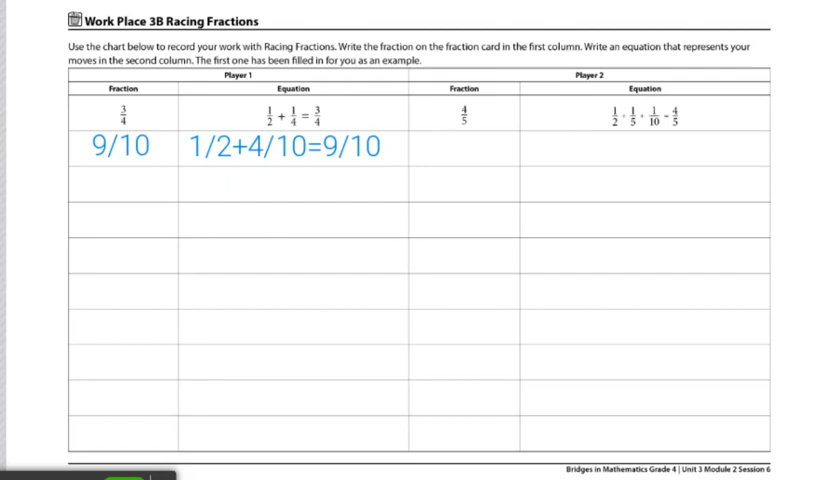 Work Place 3B Racing Fractions
Use the chart below to record your work with Racing Fractions. Write the fraction on the fraction card in the first column. Write an equation that represents your
moves in the second column. The first one has been filled in for you as an example.
Player 1 Player 2
Fraction Equation Fraction Equation
3/4 1/2 + 1/4 = 3/4 4/5 1/2 · 1/5 · 1/10 - 4/5
9/10 1/2+4/10=9/10
Bridges in Mathematics Grade 4 | Unit 3 Module 2 Session 6